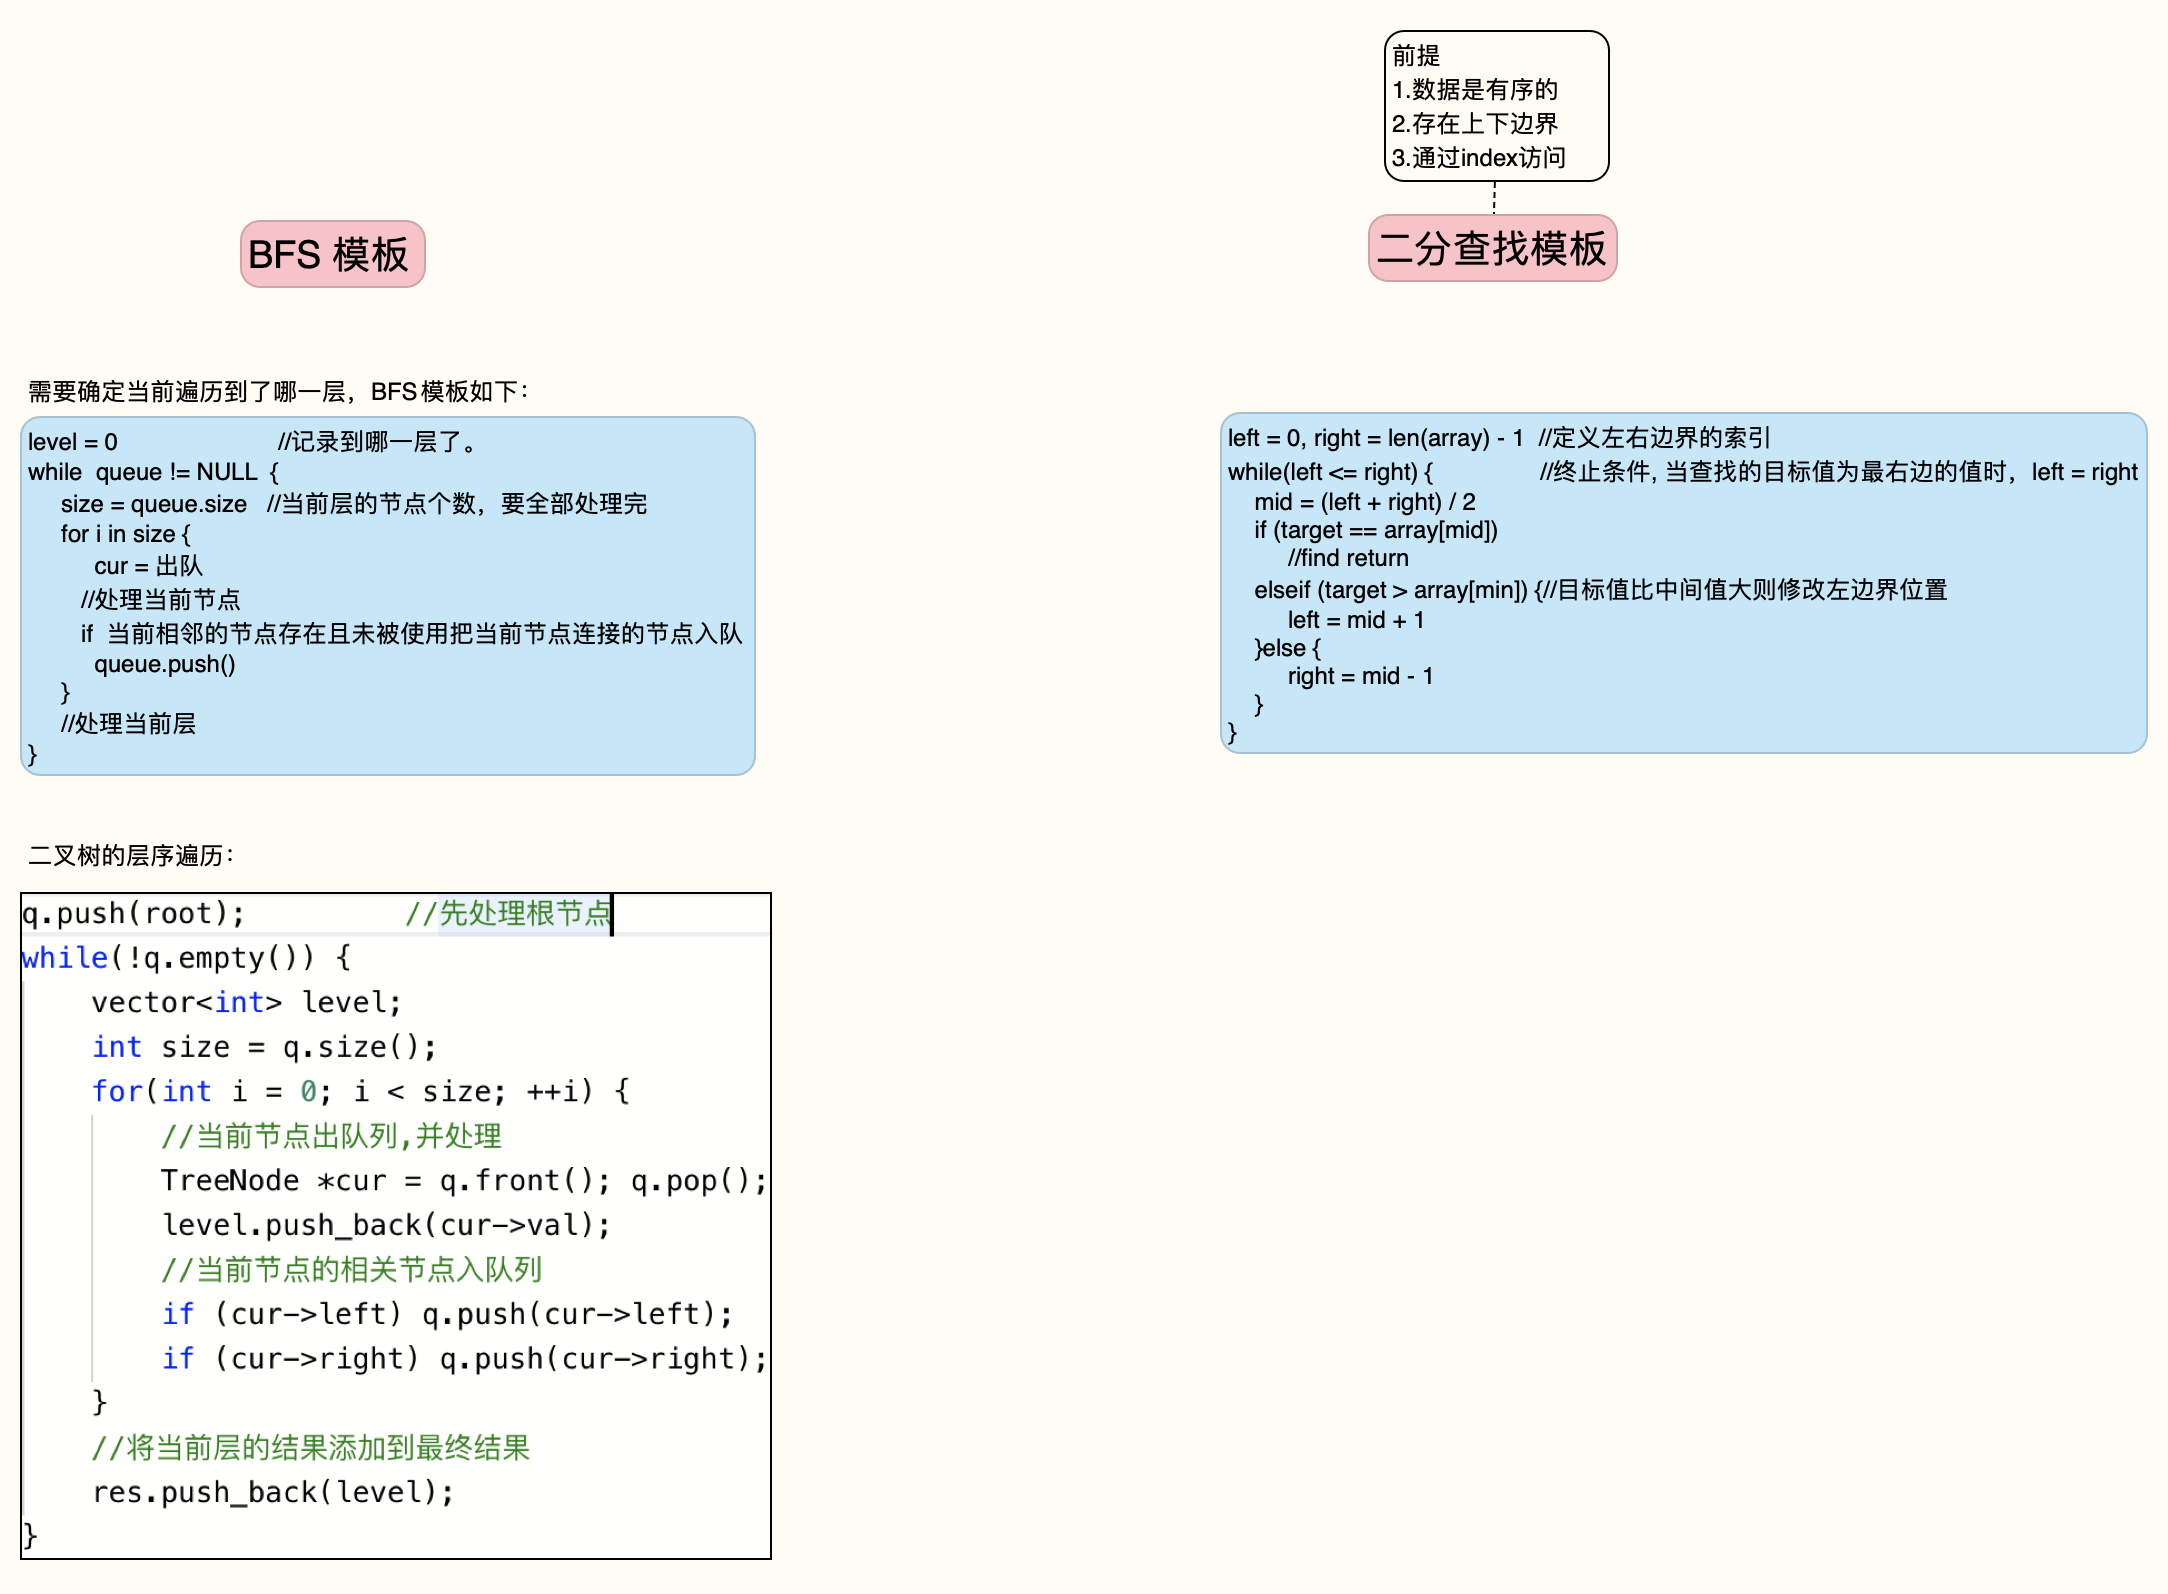 BFS 模板
需要确定当前遍历到了哪一层，BFS模板如下：
level = 0 //记录到哪一层了。
while queue != NULL {
size = queue.size //当前层的节点个数，要全部处理完
for i in size {
cur = 出队
//处理当前节点
if 当前相邻的节点存在且未被使用把当前节点连接的节点入队
queue.push()
}
//处理当前层
}
二叉树的层序遍历：
q.push(root); //先处理根节点
while(!q.empty()) {
vector<int> level;
int size = q.size();
for(int i = 0; i < size; ++i) {
//当前节点出队列,并处理
TreeNode *cur = q.front(); q.pop();
level.push_back(cur->val);
//当前节点的相关节点入队列
if (cur->left) q.push(cur->left);
if (cur->right) q.push(cur->right);
}
//将当前层的结果添加到最终结果
res.push_back(level);
}
前提
1.数据是有序的
2.存在上下边界
3.通过index访问
二分查找模板
left = 0, right = len(array) - 1 //定义左右边界的索引
while(left <= right) { //终止条件, 当查找的目标值为最右边的值时，left = right
mid = (left + right) / 2
if (target == array[mid])
//find return
elseif (target > array[min]) {//目标值比中间值大则修改左边界位置
left = mid + 1
}else {
right = mid - 1
}
}